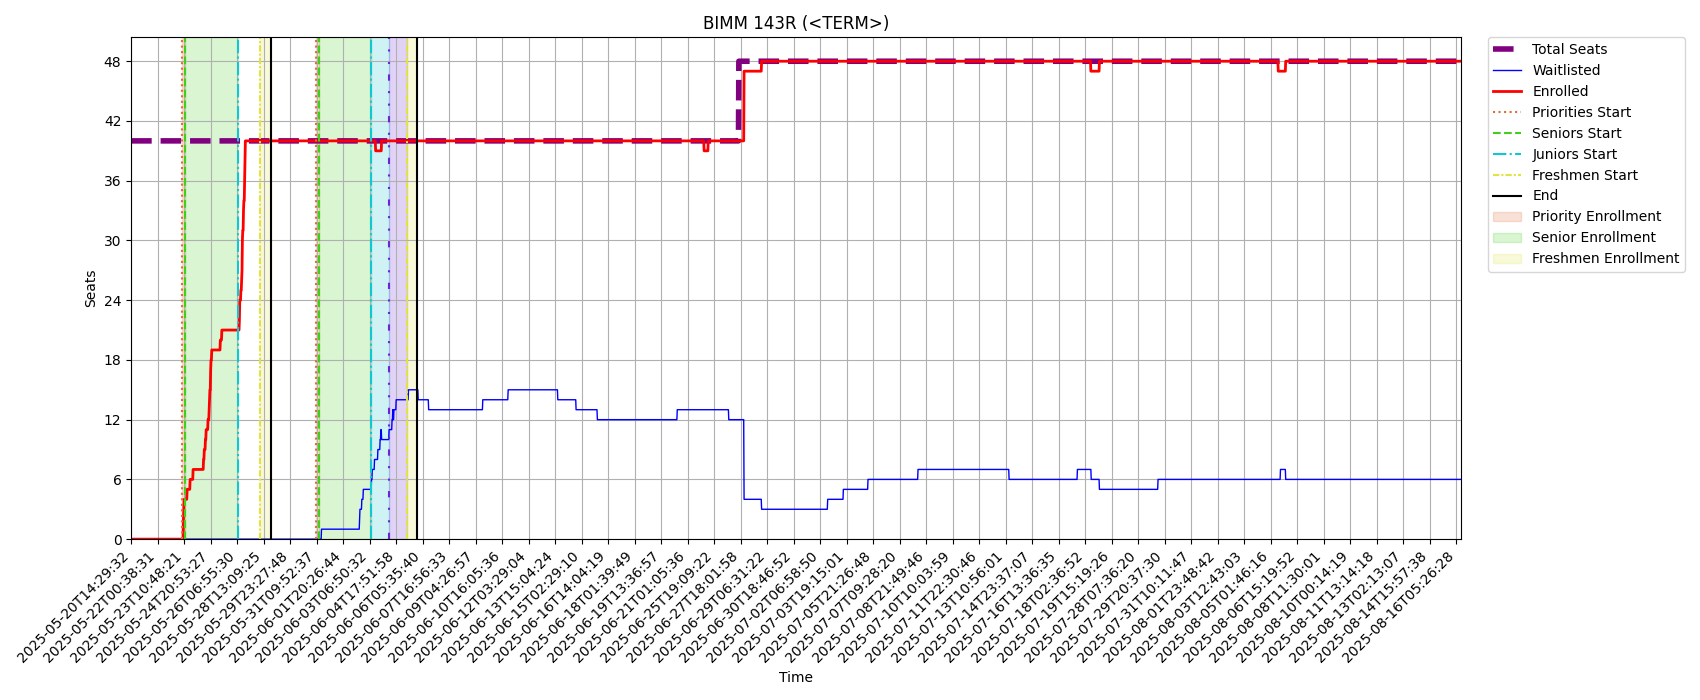 BIMM 143R (<TERM>)
Total Seats
Waitlisted
Enrolled
Priorities Start
Seniors Start
Juniors Start
Freshmen Start
End
Priority Enrollment
Senior Enrollment
Freshmen Enrollment
Seats
48
42
36
30
24
18
12
6
0
2025-05-20T14:29:32
2025-05-22T00:38:31
2025-05-23T10:48:21
2025-05-24T20:53:27
2025-05-26T06:55:30
2025-05-28T13:09:25
2025-05-29T23:27:48
2025-05-31T09:52:37
2025-06-01T20:26:44
2025-06-03T06:50:32
2025-06-04T17:51:58
2025-06-06T05:35:40
2025-06-07T16:56:33
2025-06-09T04:26:57
2025-06-10T16:05:36
2025-06-12T03:29:04
2025-06-13T15:04:24
2025-06-15T02:29:10
2025-06-16T14:04:19
2025-06-18T01:39:49
2025-06-19T13:36:57
2025-06-21T01:05:36
2025-06-25T19:09:22
2025-06-27T18:01:58
2025-06-29T06:31:22
2025-06-30T18:46:52
2025-07-02T06:58:50
2025-07-03T19:15:01
2025-07-05T21:26:48
2025-07-07T09:28:20
2025-07-08T21:49:46
2025-07-10T10:03:59
2025-07-11T22:30:46
2025-07-13T10:56:01
2025-07-14T23:37:07
2025-07-16T13:36:35
2025-07-18T02:36:52
2025-07-19T15:19:26
2025-07-28T07:36:20
2025-07-29T20:37:30
2025-07-31T10:11:47
2025-08-01T23:48:42
2025-08-03T12:43:03
2025-08-05T01:46:16
2025-08-06T15:19:52
2025-08-08T11:30:01
2025-08-10T00:14:19
2025-08-11T13:14:18
2025-08-13T02:13:07
2025-08-14T15:57:38
2025-08-16T05:26:28
Time